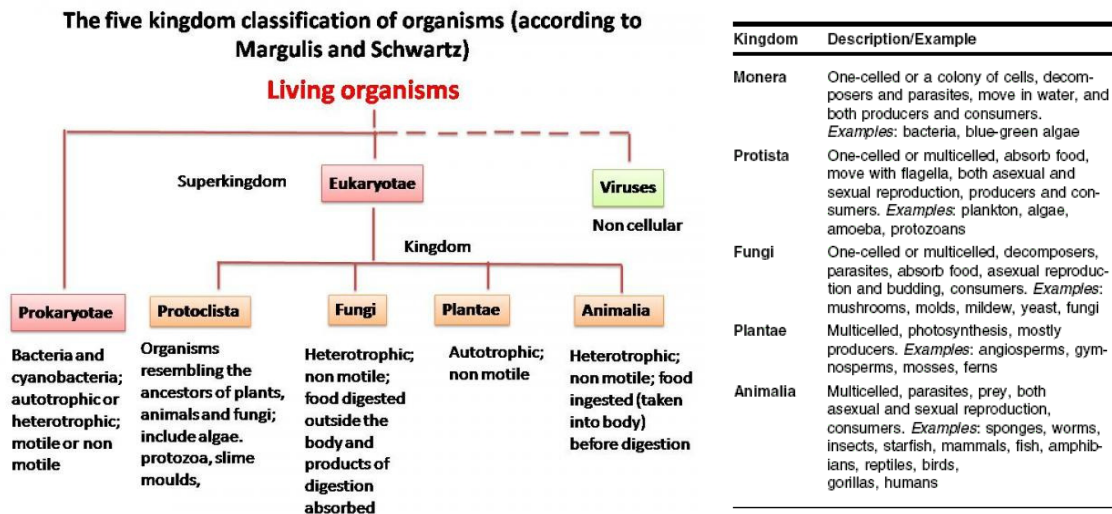 The five kingdom classification of organisms (according to
Margulis and Schwartz)
Living organisms
Superkingdom
Eukaryotae
Viruses
Non cellular
Kingdom
Prokaryotae
Bacteria and
cyanobacteria;
autotrophic or
heterotrophic;
motile or non
motile
Protoclista
Organisms
resembling the
ancestors of plants,
animals and fungi;
include algae.
protozoa, slime
moulds,
Fungi
Heterotrophic;
non motile;
food digested
outside the
body and
products of
digestion
absorbed
Plantae
Autotrophic;
non motile
Animalia
Heterotrophic;
non motile; food
ingested (taken
into body)
before digestion
Kingdom Description/Example
Monera One-celled or a colony of cells, decom-
posers and parasites, move in water, and
both producers and consumers.
Examples: bacteria, blue-green algae
Protista One-celled or multicelled, absorb food,
move with flagella, both asexual and
sexual reproduction, producers and con-
sumers. Examples: plankton, algae,
amoeba, protozoans
Fungi One-celled or multicelled, decomposers,
parasites, absorb food, asexual reproduc-
tion and budding, consumers. Examples:
mushrooms, molds, mildew, yeast, fungi
Plantae Multicelled, photosynthesis, mostly
producers. Examples: angiosperms, gym-
nosperms, mosses, ferns
Animalia Multicelled, parasites, prey, both
asexual and sexual reproduction,
consumers. Examples: sponges, worms,
insects, starfish, mammals, fish, amphib-
ians, reptiles, birds,
gorillas, humans